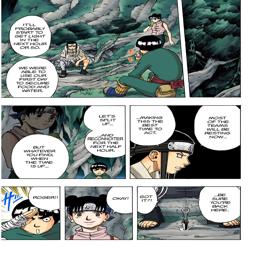 IT'LL
PROBABLY
START TO
GET LIGHT
IN THE
NEXT HOUR
OR SO.
WE WERE
ABLE TO
USE OUR
FIRST DAY
TO SECURE
FOOD AND
WATER.
MOST
OF THE
TEAMS
WILL BE
RESTING
NOW...
...MAKING
THIS THE
BEST
TIME TO
ACT.
LET'S
SPLIT
UP...
...AND
RECONNOITER
FOR THE
NEXT HALF
HOUR.
BUT
WHATEVER
YOU FIND,
WHEN
THE TIME
IS UP...
...BE
SURE
YOU'RE
BACK
HERE.
GOT
IT?!
OKAY!
ROGER!!